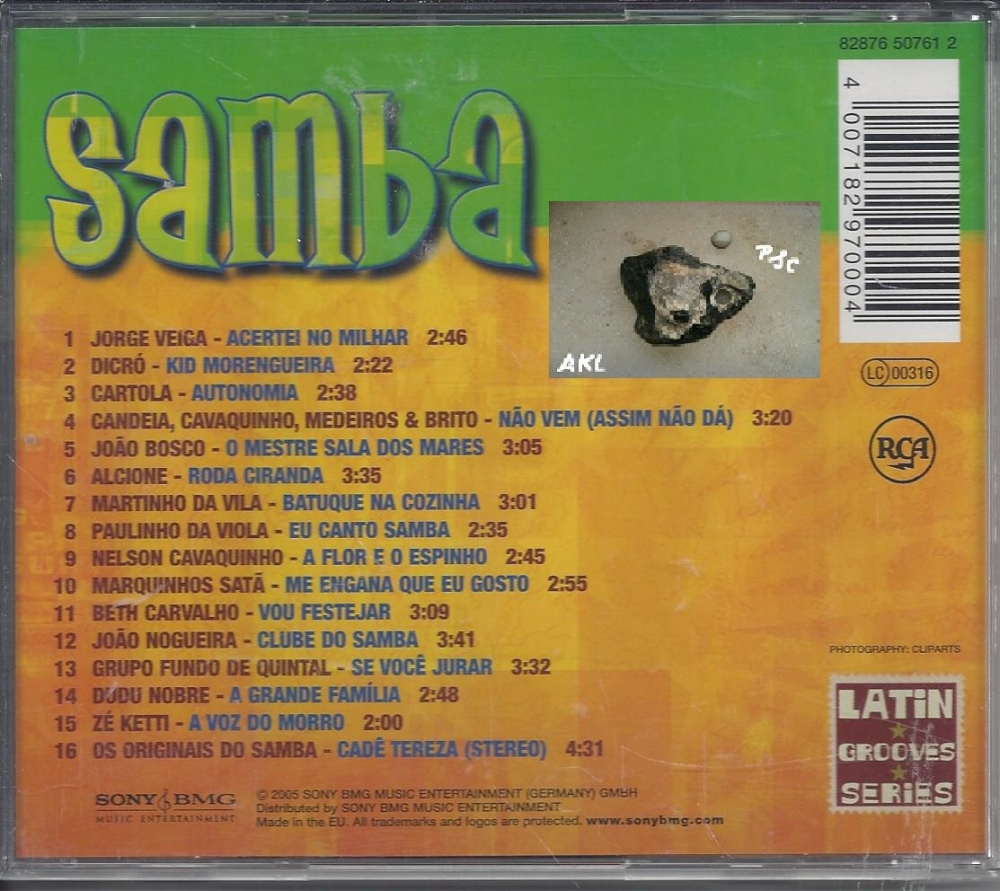 82876 50761 2
samba
4 007182 970004
PSC
AKL
1 JORGE VEIGA - ACERTEI NO MILHAR 2:46
2 DICRÓ - KID MORENGUEIRA 2:22
3 CARTOLA - AUTONOMIA 2:38
4 CANDEIA, CAVAQUINHO, MEDEIROS & BRITO - NÃO VEM (ASSIM NÃO DÁ) 3:20
5 JOÃO BOSCO - O MESTRE SALA DOS MARES 3:05
6 ALCIONE - RODA CIRANDA 3:35
7 MARTINHO DA VILA - BATUQUE NA COZINHA 3:01
8 PAULINHO DA VIOLA - EU CANTO SAMBA 2:35
9 NELSON CAVAQUINHO - A FLOR E O ESPINHO 2:45
10 MARQUINHOS SATÃ - ME ENGANA QUE EU GOSTO 2:55
11 BETH CARVALHO - VOU FESTEJAR 3:09
12 JOÃO NOGUEIRA - CLUBE DO SAMBA 3:41
13 GRUPO FUNDO DE QUINTAL - SE VOCÊ JURAR 3:32
14 DUDU NOBRE - A GRANDE FAMÍLIA 2:48
15 ZÉ KETTI - A VOZ DO MORRO 2:00
16 OS ORIGINAIS DO SAMBA - CADÊ TEREZA (STEREO) 4:31
LC 00316
RCA
PHOTOGRAPHY: CLIPARTS
LATIN
GROOVES
SERIES
SONY BMG
MUSIC ENTERTAINMENT
© 2005 SONY BMG MUSIC ENTERTAINMENT (GERMANY) GMBH
Distributed by SONY BMG MUSIC ENTERTAINMENT
Made in the EU. All trademarks and logos are protected. www.sonybmg.com